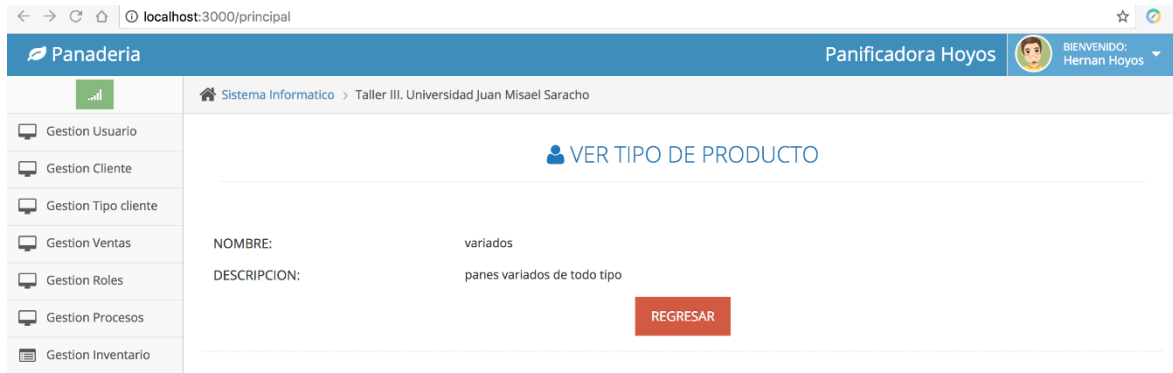 localhost:3000/principal
Panaderia
Panificadora Hoyos
BIENVENIDO:
Hernan Hoyos
Sistema Informatico > Taller III. Universidad Juan Misael Saracho
Gestion Usuario
Gestion Cliente
Gestion Tipo cliente
Gestion Ventas
Gestion Roles
Gestion Procesos
Gestion Inventario
VER TIPO DE PRODUCTO
NOMBRE: variados
DESCRIPCION: panes variados de todo tipo
REGRESAR